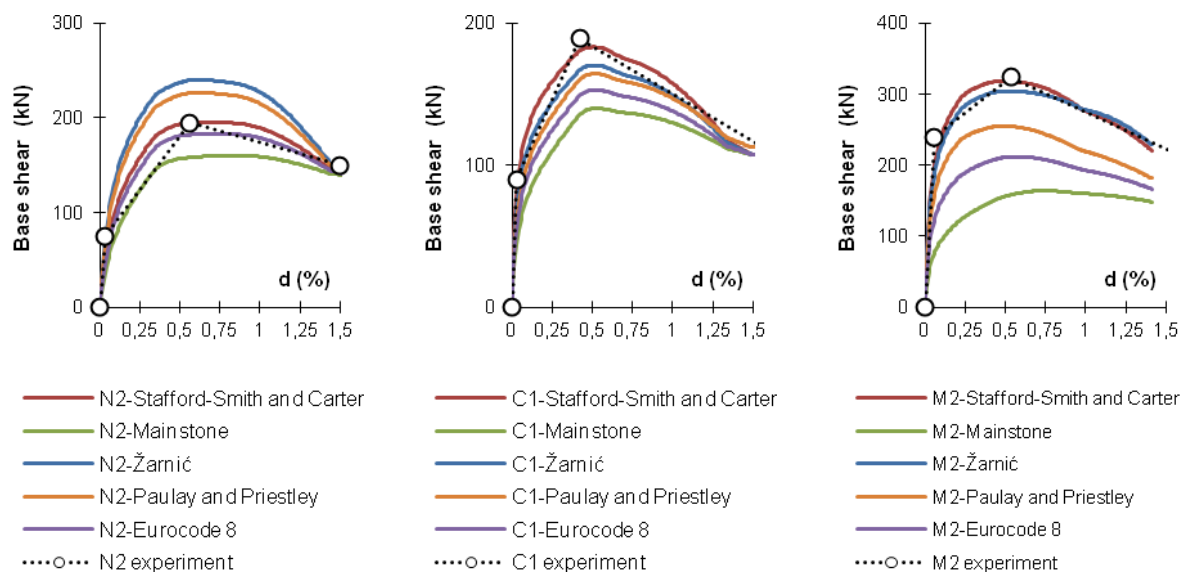 Base shear (kN)
300
200
100
0
d (%)
0 0,25 0,5 0,75 1 1,25 1,5
N2-Stafford-Smith and Carter
N2-Mainstone
N2-Žarnić
N2-Paulay and Priestley
N2-Eurocode 8
N2 experiment
Base shear (kN)
200
100
0
d (%)
0 0,25 0,5 0,75 1 1,25 1,5
C1-Stafford-Smith and Carter
C1-Mainstone
C1-Žarnić
C1-Paulay and Priestley
C1-Eurocode 8
C1 experiment
Base shear (kN)
400
300
200
100
0
d (%)
0 0,25 0,5 0,75 1 1,25 1,5
M2-Stafford-Smith and Carter
M2-Mainstone
M2-Žarnić
M2-Paulay and Priestley
M2-Eurocode 8
M2 experiment